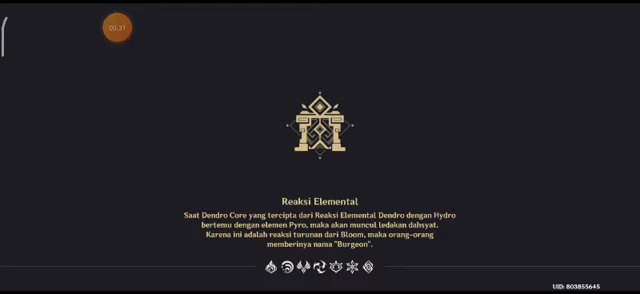 00:31
Reaksi Elemental
Saat Dendro Core yang tercipta dari Reaksi Elemental Dendro dengan Hydro
bertemu dengan elemen Pyro, maka akan muncul ledakan dahsyat.
Karena ini adalah reaksi turunan dari Bloom, maka orang-orang
memberinya nama "Burgeon".
UID: 803855645